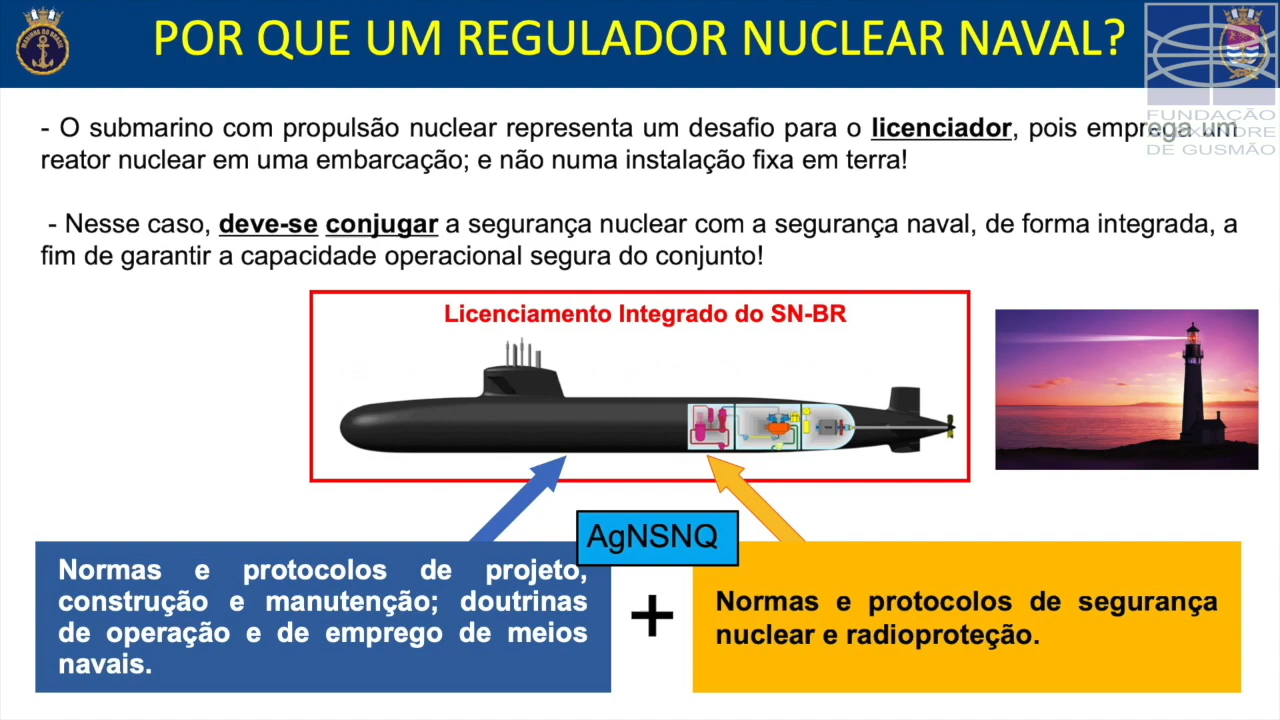 POR QUE UM REGULADOR NUCLEAR NAVAL?
MARINHA DO BRASIL
FUNDAÇÃO
ALEXANDRE
DE GUSMÃO
- O submarino com propulsão nuclear representa um desafio para o licenciador, pois emprega um
reator nuclear em uma embarcação; e não numa instalação fixa em terra!
- Nesse caso, deve-se conjugar a segurança nuclear com a segurança naval, de forma integrada, a
fim de garantir a capacidade operacional segura do conjunto!
Licenciamento Integrado do SN-BR
AgNSNQ
Normas e protocolos de projeto,
construção e manutenção; doutrinas
de operação e de emprego de meios
navais.
+
Normas e protocolos de segurança
nuclear e radioproteção.